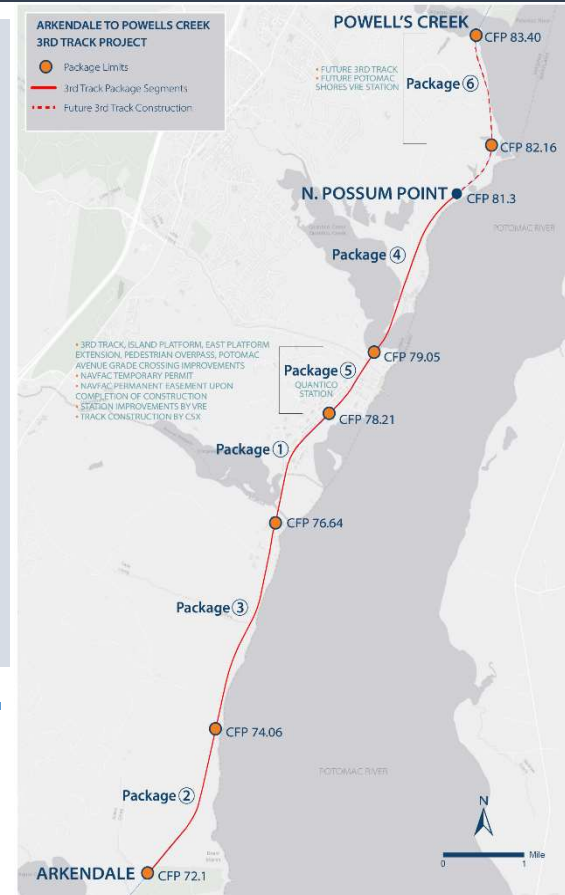 ARKENDALE TO POWELLS CREEK
3RD TRACK PROJECT
Package Limits
3rd Track Package Segments
Future 3rd Track Construction
POWELL'S CREEK
CFP 83.40
• FUTURE 3RD TRACK
• FUTURE POTOMAC
SHORES VRE STATION
Package 6
CFP 82.16
N. POSSUM POINT
CFP 81.3
POTOMAC RIVER
Package 4
• 3RD TRACK, ISLAND PLATFORM, EAST PLATFORM
EXTENSION, PEDESTRIAN OVERPASS, POTOMAC
AVENUE GRADE CROSSING IMPROVEMENTS
• NAVFAC TEMPORARY PERMIT
• NAVFAC PERMANENT EASEMENT UPON
COMPLETION OF CONSTRUCTION
• STATION IMPROVEMENTS BY VRE
• TRACK CONSTRUCTION BY CSX
CFP 79.05
Package 5
QUANTICO
STATION
CFP 78.21
Package 1
CFP 76.64
Package 3
CFP 74.06
POTOMAC RIVER
Package 2
N
0 1 Mile
ARKENDALE
CFP 72.1